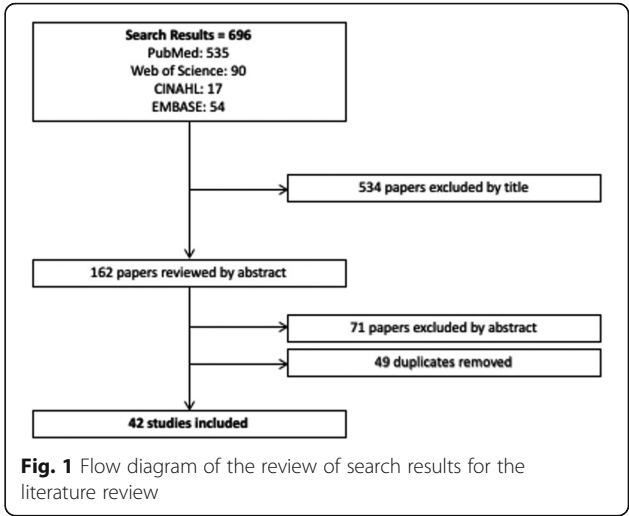 Search Results = 696
PubMed: 535
Web of Science: 90
CINAHL: 17
EMBASE: 54
534 papers excluded by title
162 papers reviewed by abstract
71 papers excluded by abstract
49 duplicates removed
42 studies included
Fig. 1 Flow diagram of the review of search results for the
literature review